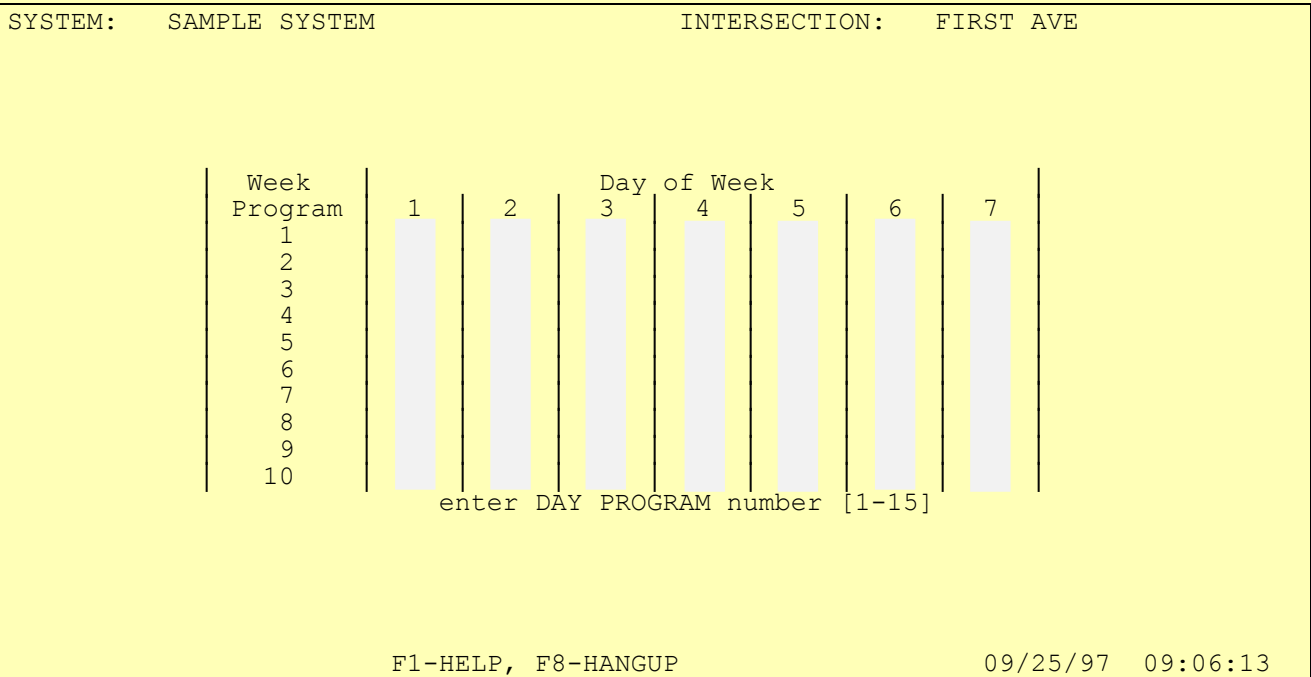 SYSTEM: SAMPLE SYSTEM INTERSECTION: FIRST AVE
Week Day of Week
Program 1 2 3 4 5 6 7
1
2
3
4
5
6
7
8
9
10
enter DAY PROGRAM number [1-15]
F1-HELP, F8-HANGUP 09/25/97 09:06:13